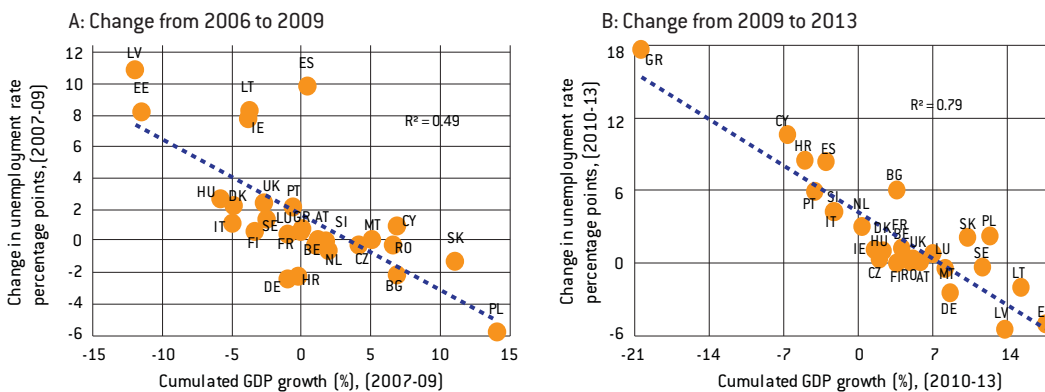 A: Change from 2006 to 2009
Change in unemployment rate
percentage points, (2007-09)
12
10
8
6
4
2
0
-2
-4
-6
-15
-10
-5
0
5
10
15
LV
EE
LT
IE
ES
R² = 0.49
HU
DK
UK
PT
IT
FI
SE
LU
GR
AT
FR
BE
SI
NL
MT
CZ
CY
RO
BG
SK
DE
HR
PL
Cumulated GDP growth (%), (2007-09)
B: Change from 2009 to 2013
Change in unemployment rate
percentage points, (2010-13)
18
12
6
0
-6
-21
-14
-7
0
7
14
GR
R² = 0.79
CY
HR
ES
PT
SI
IT
BG
NL
DK
FR
BE
UK
IE
HU
CZ
FI
RO
AT
LU
MT
DE
SK
PL
SE
LT
LV
E
Cumulated GDP growth (%), (2010-13)